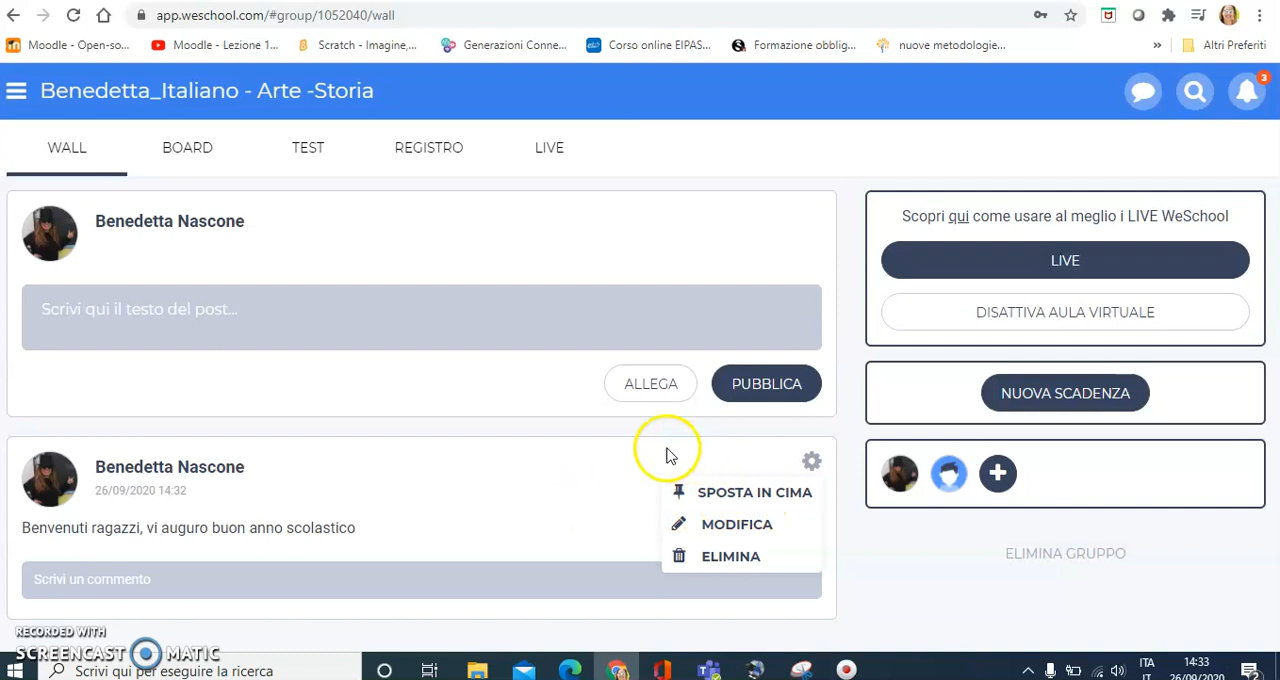 app.weschool.com/#group/1052040/wall
Moodle - Open-so... Moodle - Lezione 1... Scratch - Imagine,... Generazioni Conne... Corso online EIPAS... Formazione obblig... nuove metodologie... » Altri Preferiti
Benedetta_Italiano - Arte -Storia
3
WALL BOARD TEST REGISTRO LIVE
Benedetta Nascone
Scrivi qui il testo del post...
ALLEGA PUBBLICA
Scopri qui come usare al meglio i LIVE WeSchool
LIVE
DISATTIVA AULA VIRTUALE
NUOVA SCADENZA
Benedetta Nascone
26/09/2020 14:32
Benvenuti ragazzi, vi auguro buon anno scolastico
Scrivi un commento
SPOSTA IN CIMA
MODIFICA
ELIMINA
ELIMINA GRUPPO
RECORDED WITH
SCREENCAST MATIC
Scrivi qui per eseguire la ricerca
ITA
IT
14:33
26/09/2020
2